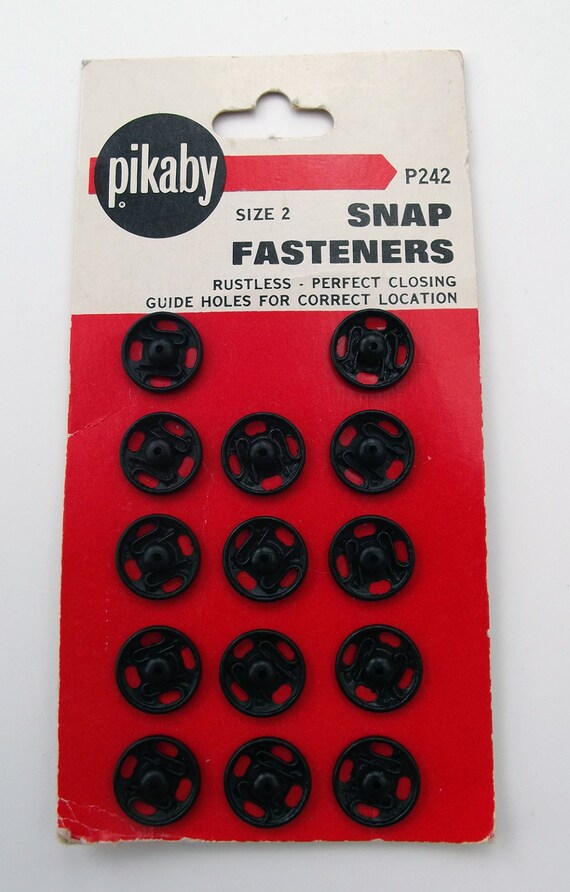 pikaby
P242
SIZE 2 SNAP
FASTENERS
RUSTLESS - PERFECT CLOSING
GUIDE HOLES FOR CORRECT LOCATION